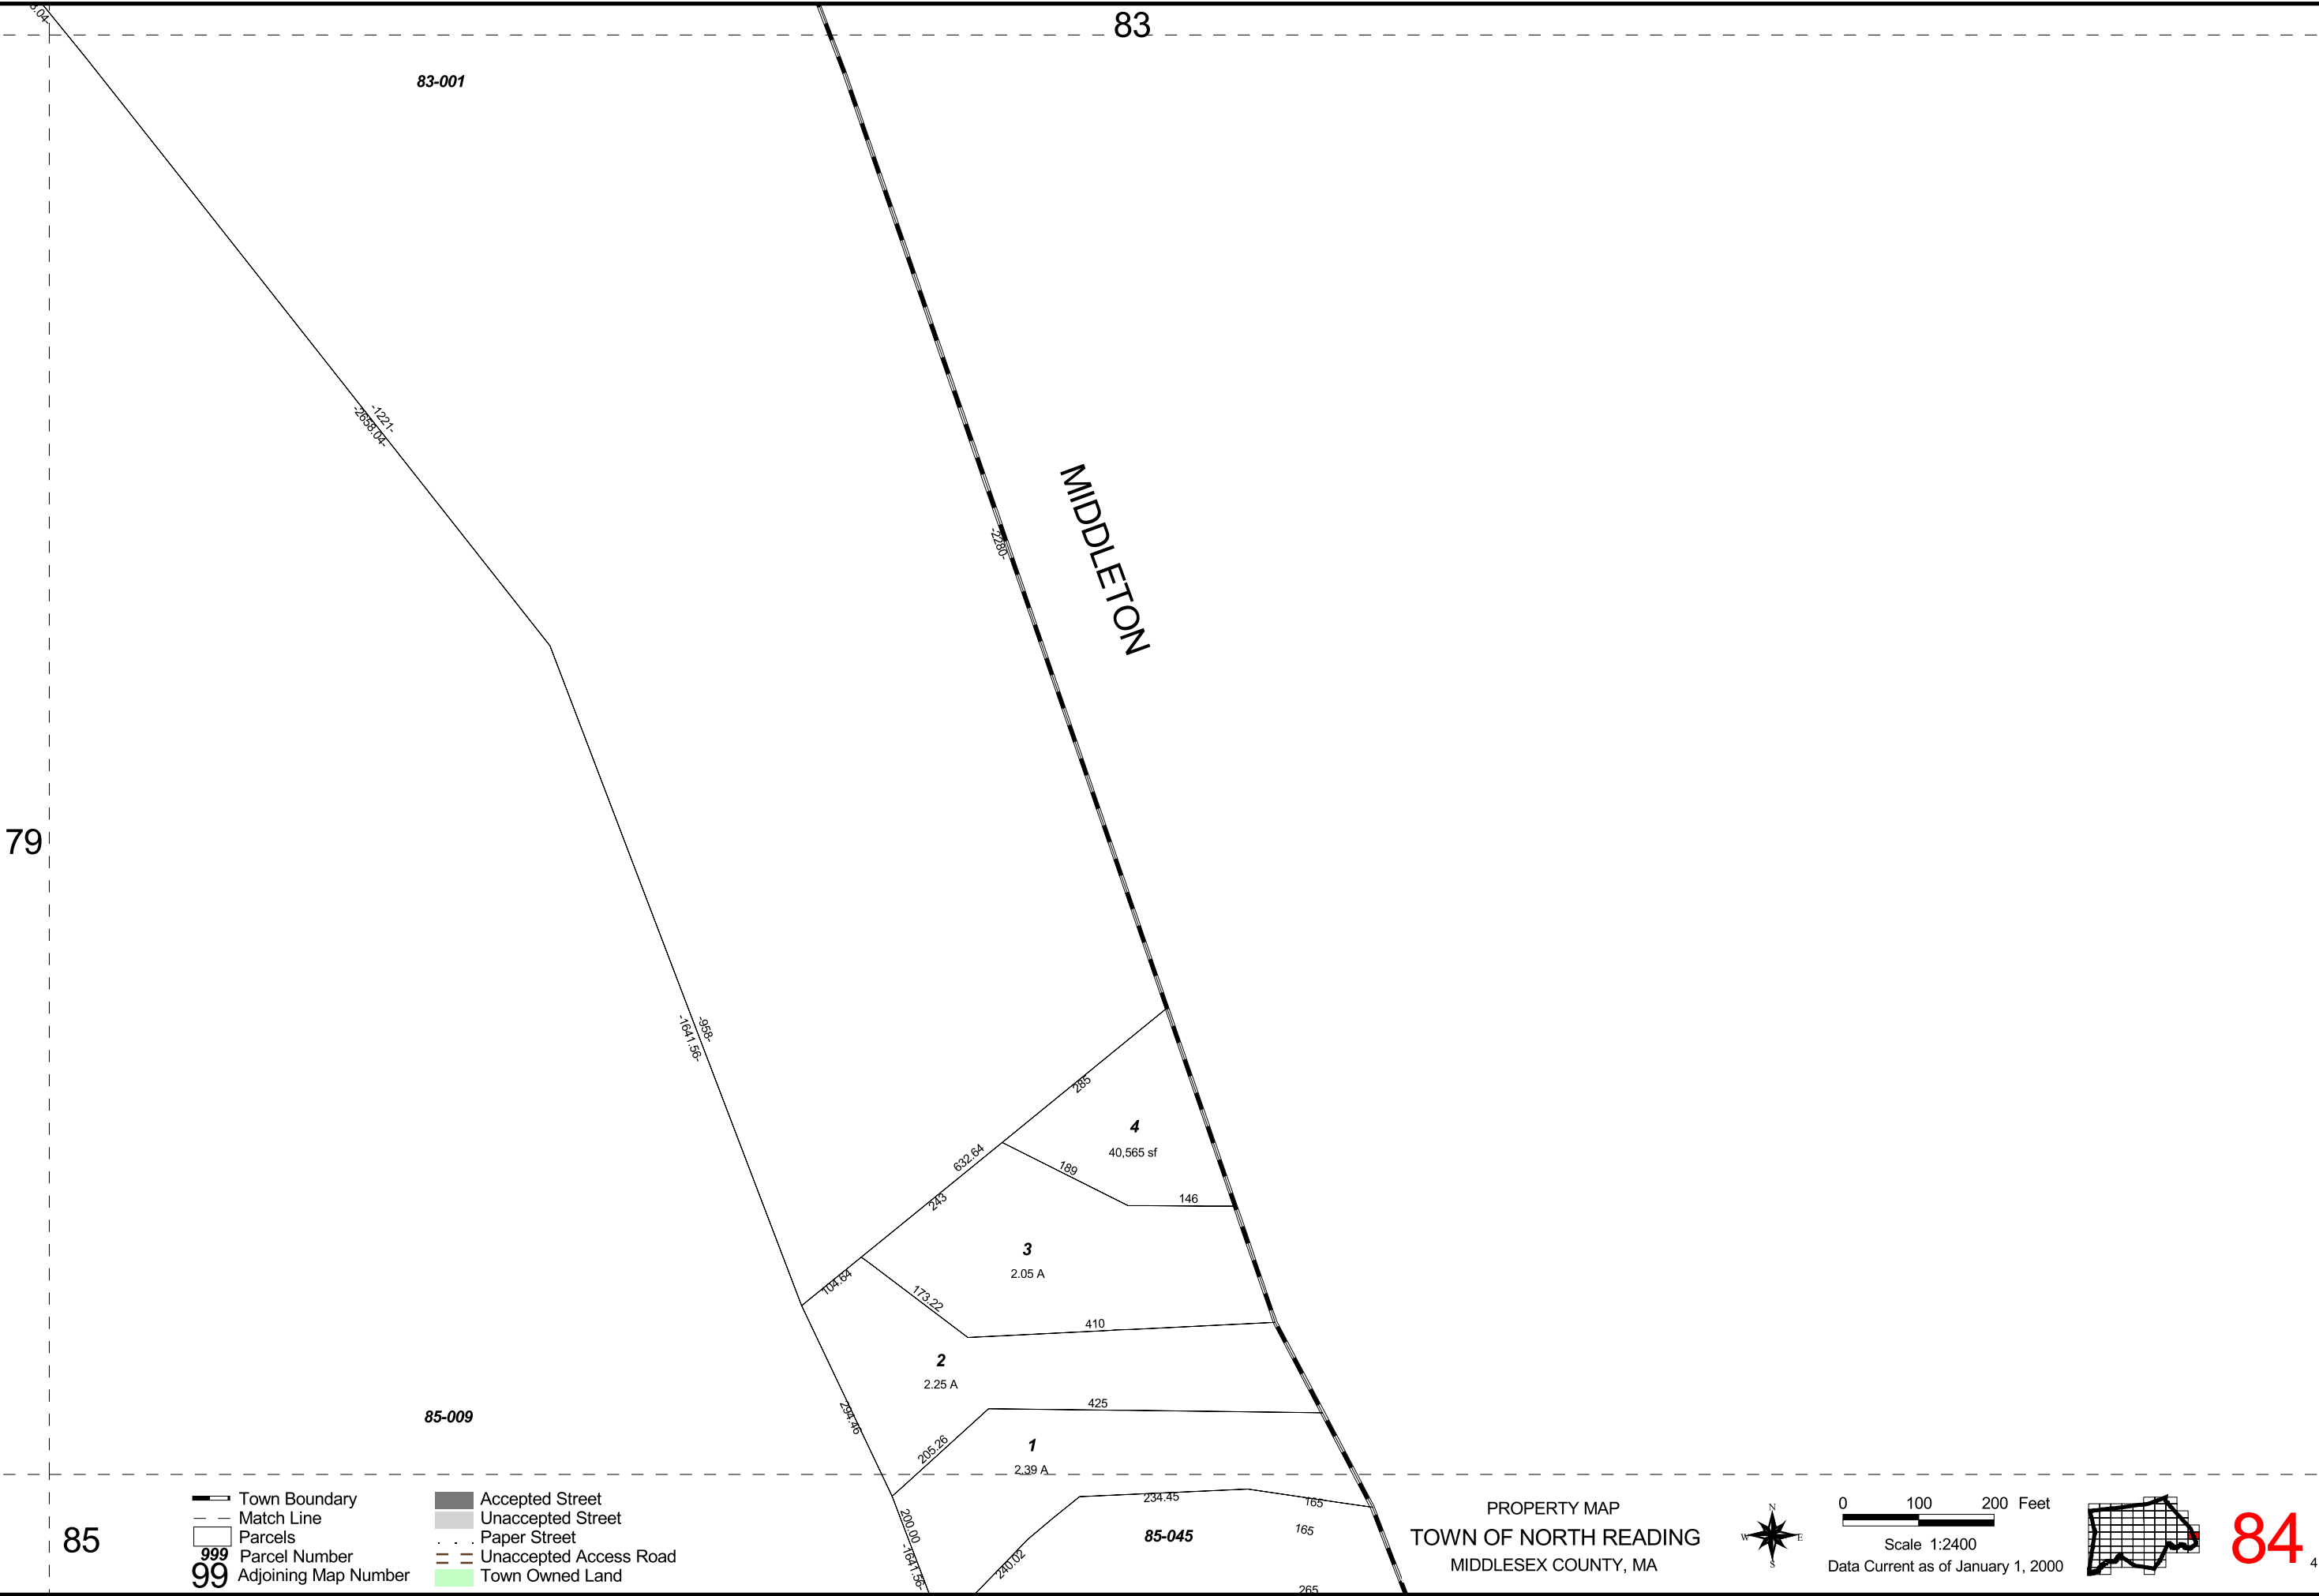 83
83-001
-1221-
-2658.04-
MIDDLETON
-2280-
79
-958-
-1641.56-
285
4
40,565 sf
632.64
189
243
146
3
2.05 A
104.64
173.22
410
2
2.25 A
425
294.46
85-009
205.26
1
2.39 A
234.45
165
165
200.00
-1641.56-
85-045
240.02
265
85
Town Boundary
Match Line
Parcels
999 Parcel Number
99 Adjoining Map Number
Accepted Street
Unaccepted Street
Paper Street
Unaccepted Access Road
Town Owned Land
PROPERTY MAP
TOWN OF NORTH READING
MIDDLESEX COUNTY, MA
N
W E
S
0 100 200 Feet
Scale 1:2400
Data Current as of January 1, 2000
84
4